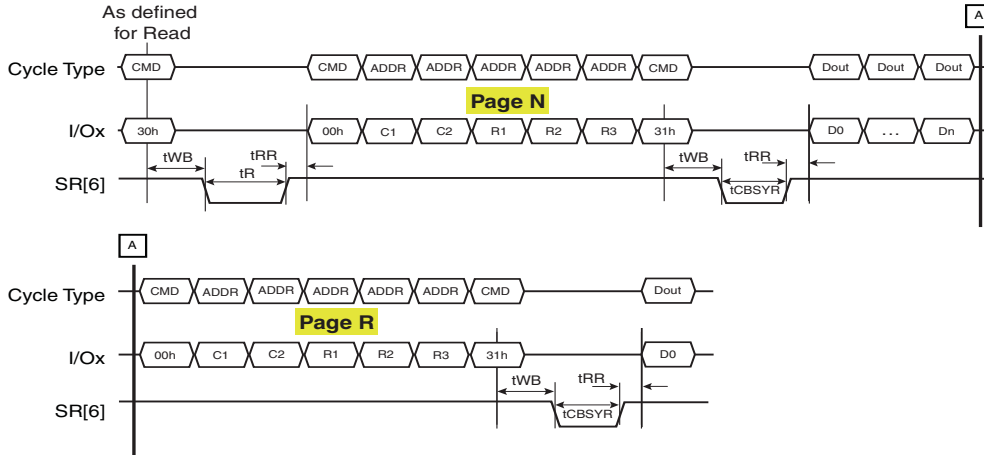 As defined
for Read
A
Cycle Type CMD CMD ADDR ADDR ADDR ADDR ADDR CMD Dout Dout Dout
Page N
I/Ox 30h 00h C1 C2 R1 R2 R3 31h D0 ... Dn
tWB tRR tWB tRR
tR tCBSYR
SR[6]
A
Cycle Type CMD ADDR ADDR ADDR ADDR ADDR CMD Dout
Page R
I/Ox 00h C1 C2 R1 R2 R3 31h D0
tWB tRR
SR[6] tCBSYR